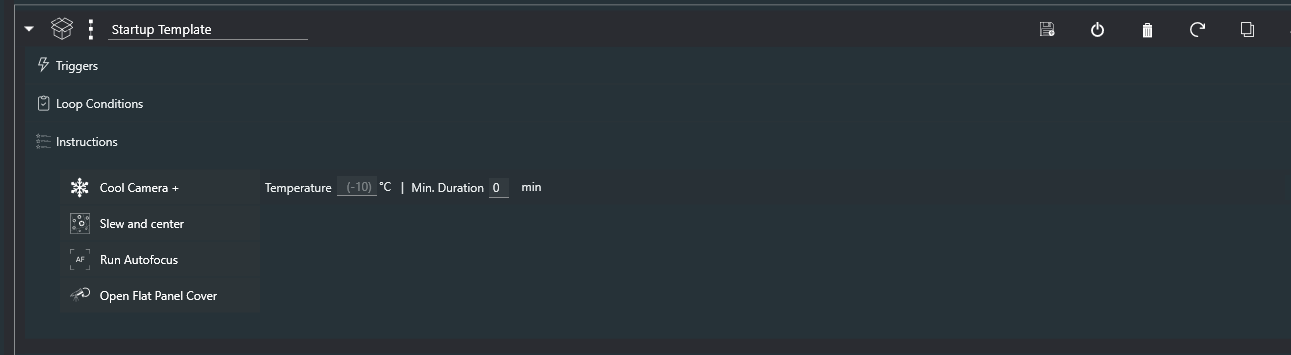 Startup Template
Triggers
Loop Conditions
Instructions
Cool Camera + Temperature (-10) °C | Min. Duration 0 min
Slew and center
AF Run Autofocus
Open Flat Panel Cover